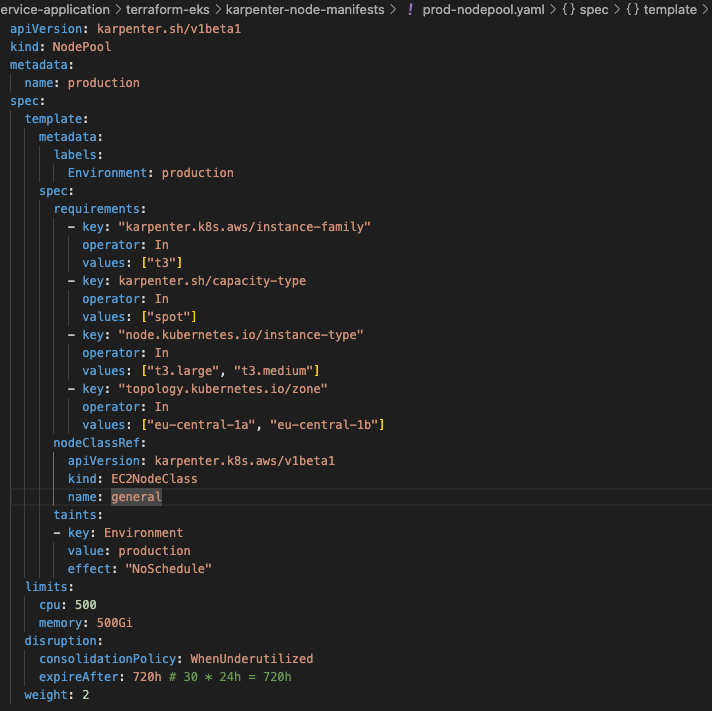 ervice-application > terraform-eks > karpenter-node-manifests > ! prod-nodepool.yaml > {} spec > {} template >
apiVersion: karpenter.sh/v1beta1
kind: NodePool
metadata:
  name: production
spec:
  template:
    metadata:
      labels:
        Environment: production
    spec:
      requirements:
        - key: "karpenter.k8s.aws/instance-family"
          operator: In
          values: ["t3"]
        - key: karpenter.sh/capacity-type
          operator: In
          values: ["spot"]
        - key: "node.kubernetes.io/instance-type"
          operator: In
          values: ["t3.large", "t3.medium"]
        - key: "topology.kubernetes.io/zone"
          operator: In
          values: ["eu-central-1a", "eu-central-1b"]
      nodeClassRef:
        apiVersion: karpenter.k8s.aws/v1beta1
        kind: EC2NodeClass
        name: general
      taints:
      - key: Environment
        value: production
        effect: "NoSchedule"
  limits:
    cpu: 500
    memory: 500Gi
  disruption:
    consolidationPolicy: WhenUnderutilized
    expireAfter: 720h # 30 * 24h = 720h
  weight: 2